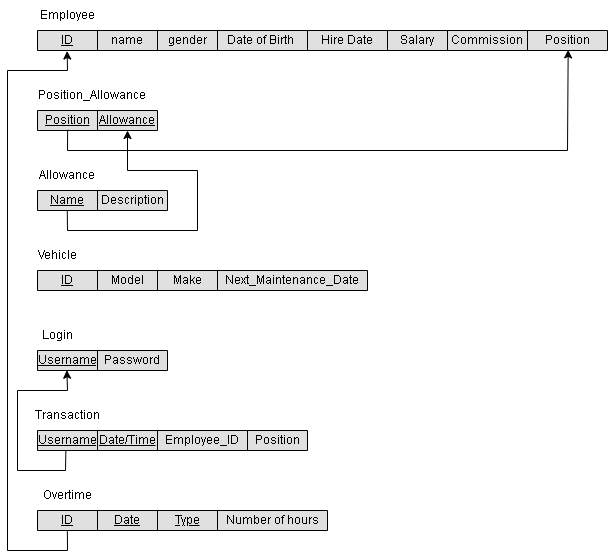 Employee
ID name gender Date of Birth Hire Date Salary Commission Position
Position_Allowance
Position Allowance
Allowance
Name Description
Vehicle
ID Model Make Next_Maintenance_Date
Login
Username Password
Transaction
Username Date/Time Employee_ID Position
Overtime
ID Date Type Number of hours